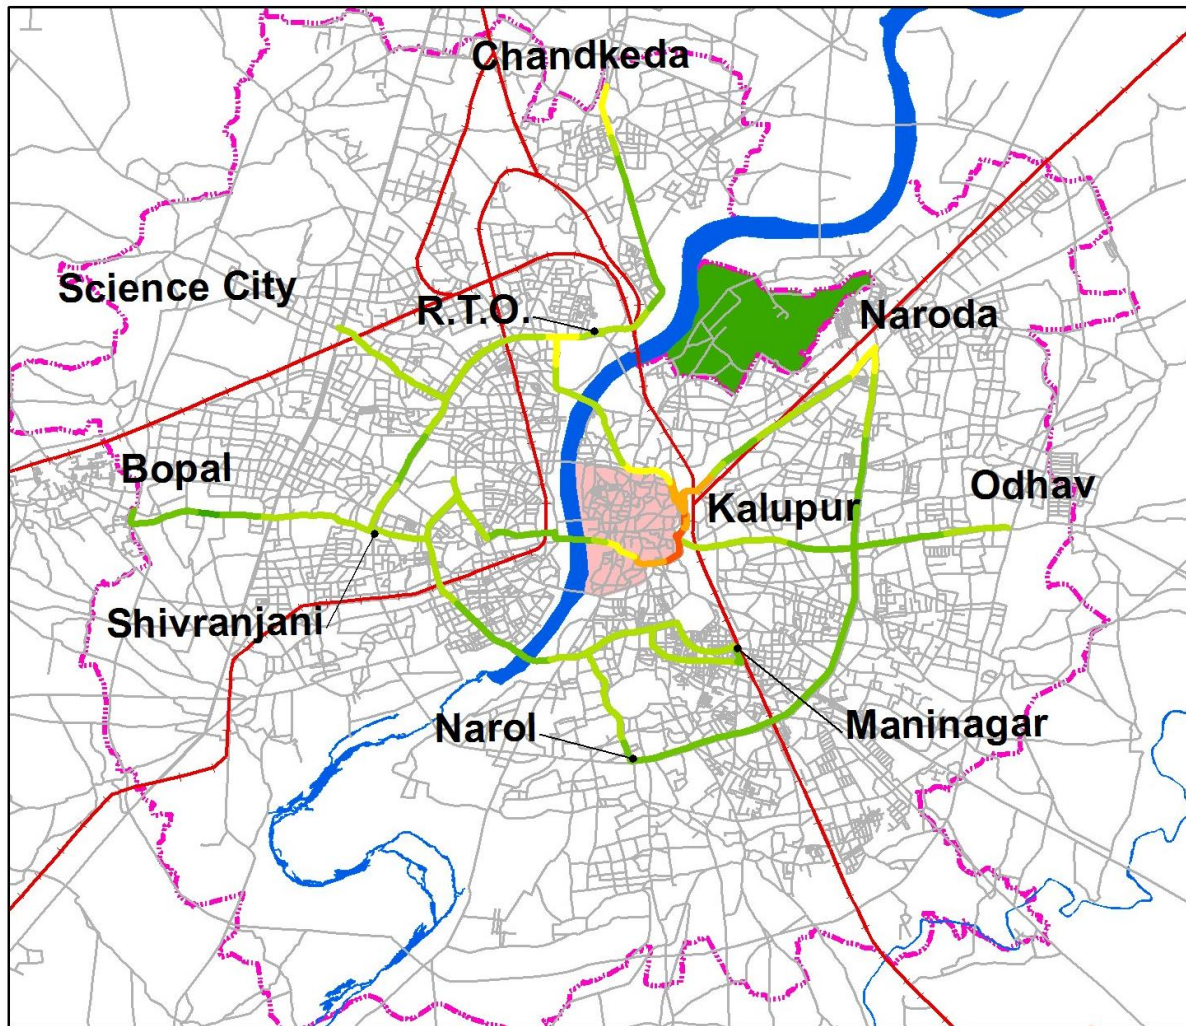 Chandkeda
Science City
R.T.O.
Naroda
Bopal
Odhav
Kalupur
Shivranjani
Narol
Maninagar